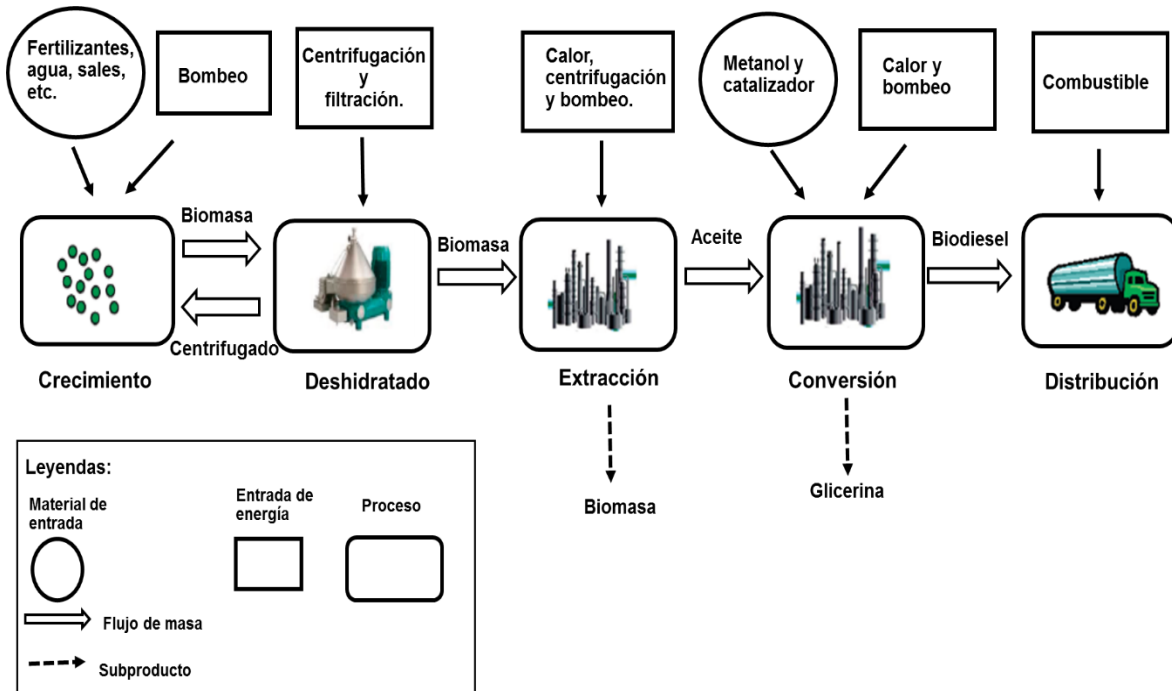 Fertilizantes,
agua, sales,
etc.
Bombeo
Centrifugación
y
filtración.
Calor,
centrifugación
y bombeo.
Metanol y
catalizador
Calor y
bombeo
Combustible
Biomasa
Centrifugado
Biomasa
Aceite
Biodiesel
Crecimiento
Deshidratado
Extracción
Conversión
Distribución
Biomasa
Glicerina
Leyendas:
Material de
entrada
Entrada de
energía
Proceso
Flujo de masa
Subproducto